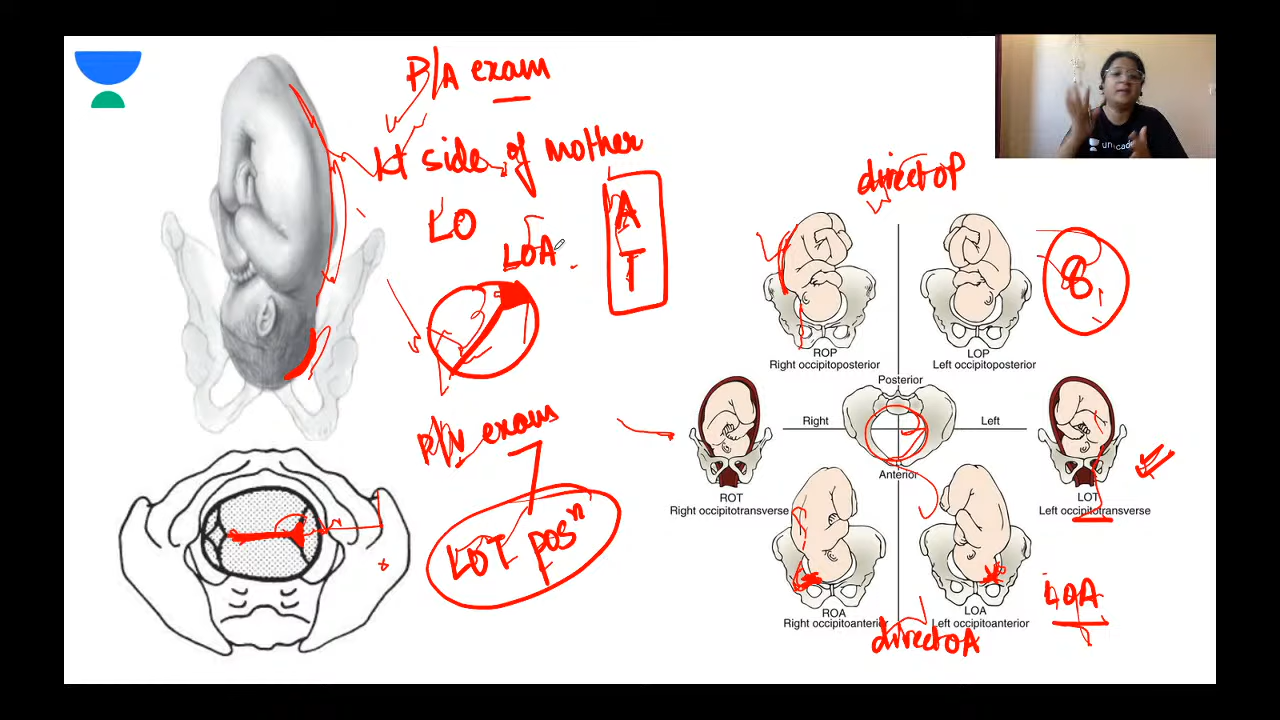 P/A exam
Lt side of mother
LO
LOA
A
T
P/V exam
LOT posⁿ
direct OP
8
ROP
Right occipitoposterior
LOP
Left occipitoposterior
Posterior
Right
Left
Anterior
ROT
Right occipitotransverse
LOT
Left occipitotransverse
ROA
Right occipitoanterior
LOA
Left occipitoanterior
LOA
direct OA